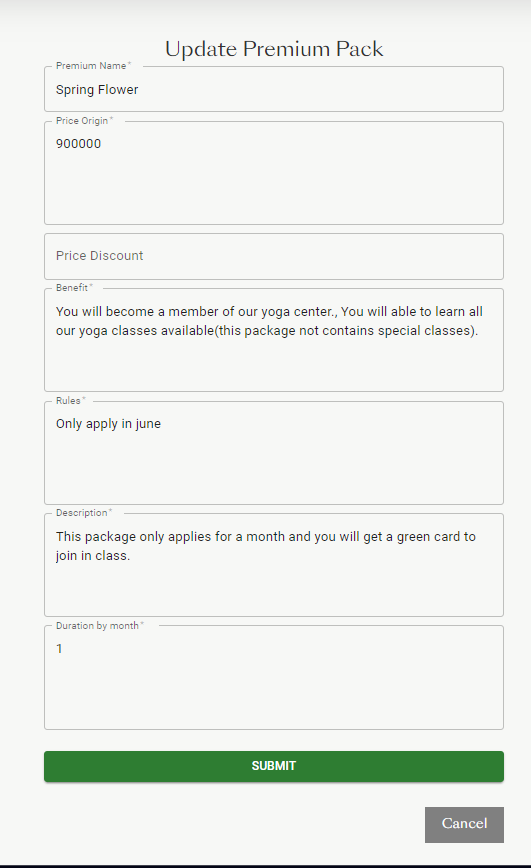 Update Premium Pack
Premium Name *
Spring Flower
Price Origin *
900000
Price Discount
Benefit *
You will become a member of our yoga center., You will able to learn all
our yoga classes available(this package not contains special classes).
Rules *
Only apply in june
Description *
This package only applies for a month and you will get a green card to
join in class.
Duration by month *
1
SUBMIT
Cancel